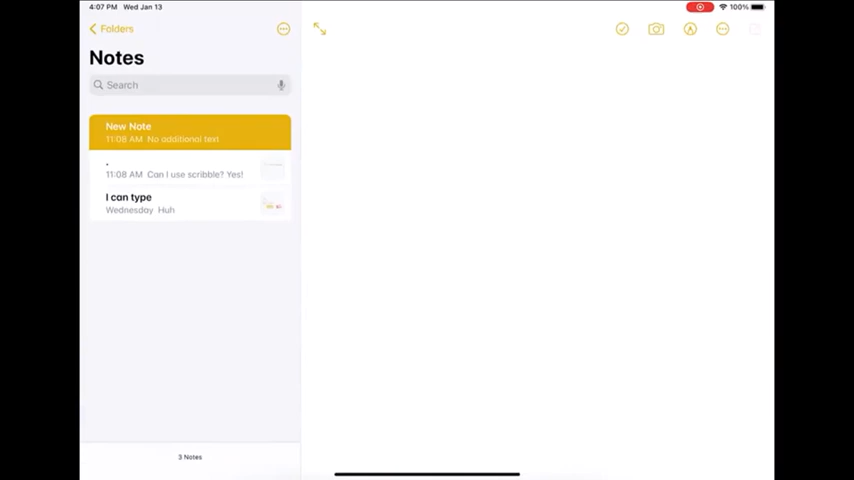 4:07 PM Wed Jan 13 100%
Folders
Notes
Search
New Note
11:08 AM No additional text
.
11:08 AM Can I use scribble? Yes!
I can type
Wednesday Huh
3 Notes